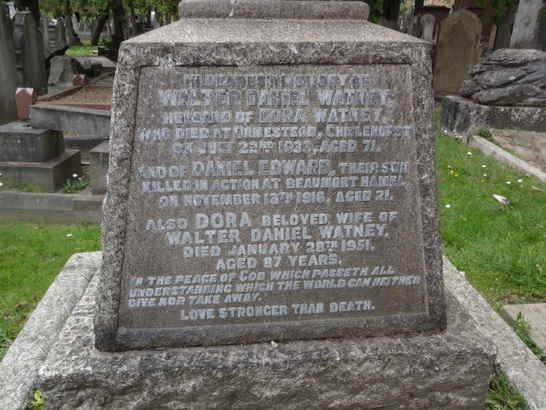 IN DEAREST MEMORY OF
WALTER DANIEL WATNEY,
HUSBAND OF DORA WATNEY,
WHO DIED AT ORMESTEAD, CHISLEHURST
ON JULY 22ND 1938, AGED 71.
AND OF DANIEL EDWARD, THEIR SON
KILLED IN ACTION AT BEAUMONT HAMEL
ON NOVEMBER 13TH 1916, AGED 21.
ALSO DORA BELOVED WIFE OF
WALTER DANIEL WATNEY,
DIED JANUARY 28TH 1951,
AGED 87 YEARS.
IN THE PEACE OF GOD WHICH PASSETH ALL
UNDERSTANDING WHICH THE WORLD CAN NEITHER
GIVE NOR TAKE AWAY.
LOVE STRONGER THAN DEATH.